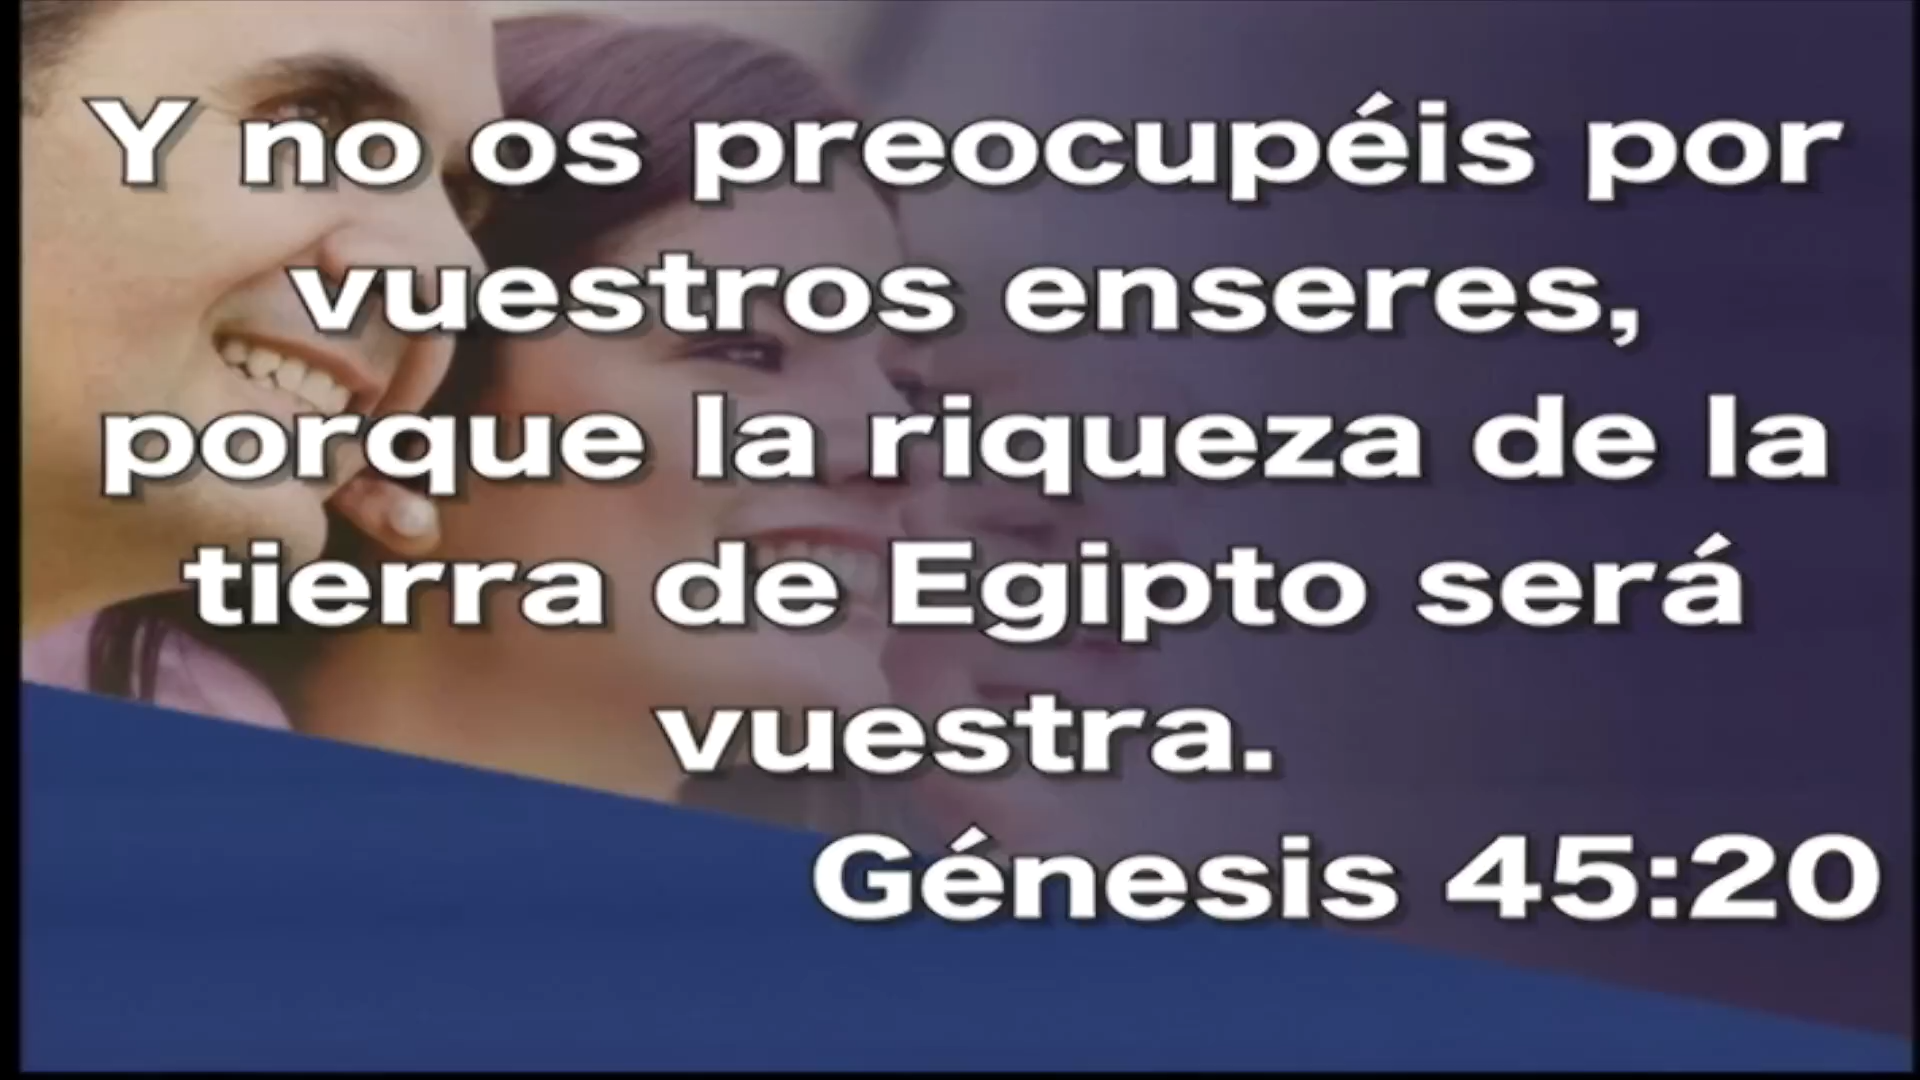 Y no os preocupéis por
vuestros enseres,
porque la riqueza de la
tierra de Egipto será
vuestra.
Génesis 45:20